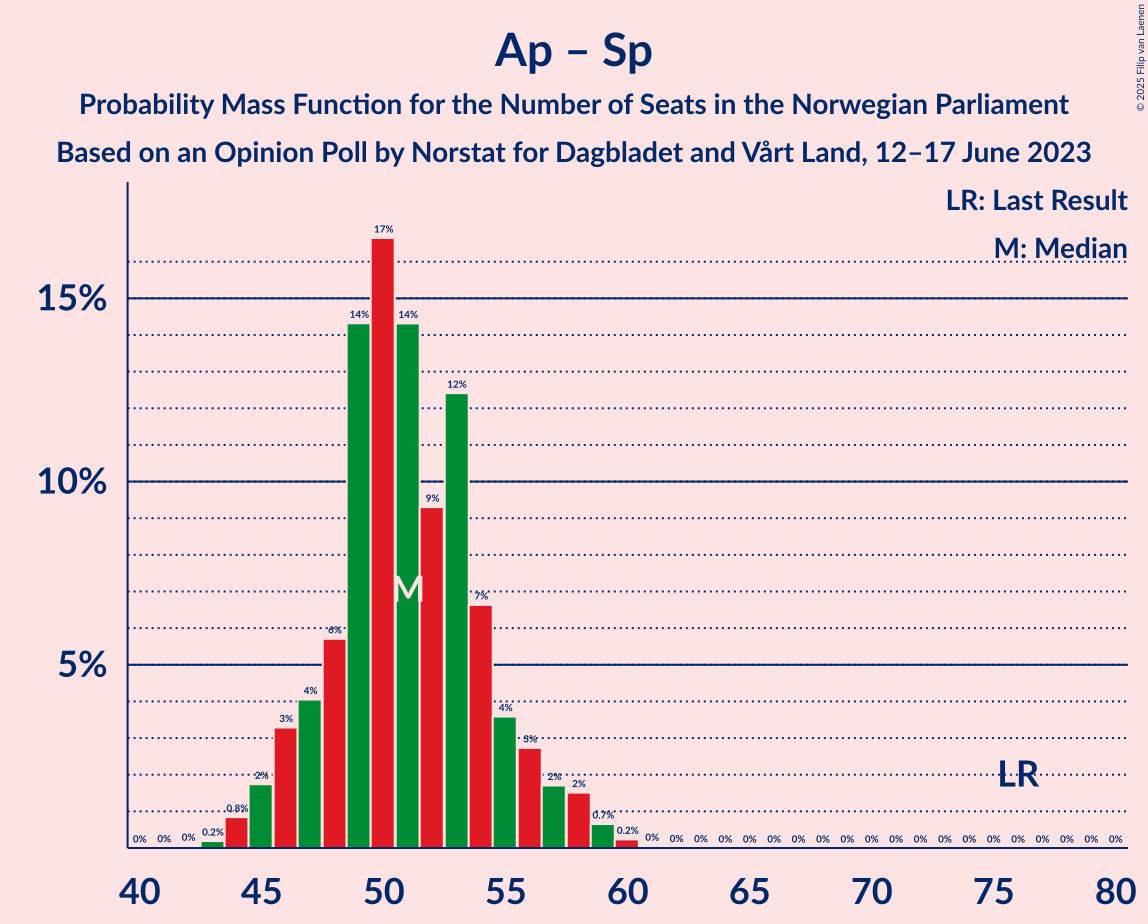 Ap – Sp
Probability Mass Function for the Number of Seats in the Norwegian Parliament
Based on an Opinion Poll by Norstat for Dagbladet and Vårt Land, 12–17 June 2023
© 2025 Filip van Laenen
LR: Last Result
M: Median
15%
10%
5%
0% 0% 0% 0.2% 0.8% 2% 3% 4% 6% 14% 17% 14% 9% 12% 7% 4% 3% 2% 2% 0.7% 0.2% 0% 0% 0% 0% 0% 0% 0% 0% 0% 0% 0% 0% 0% 0% 0% 0% 0% 0% 0% 0%
M
LR
40 45 50 55 60 65 70 75 80